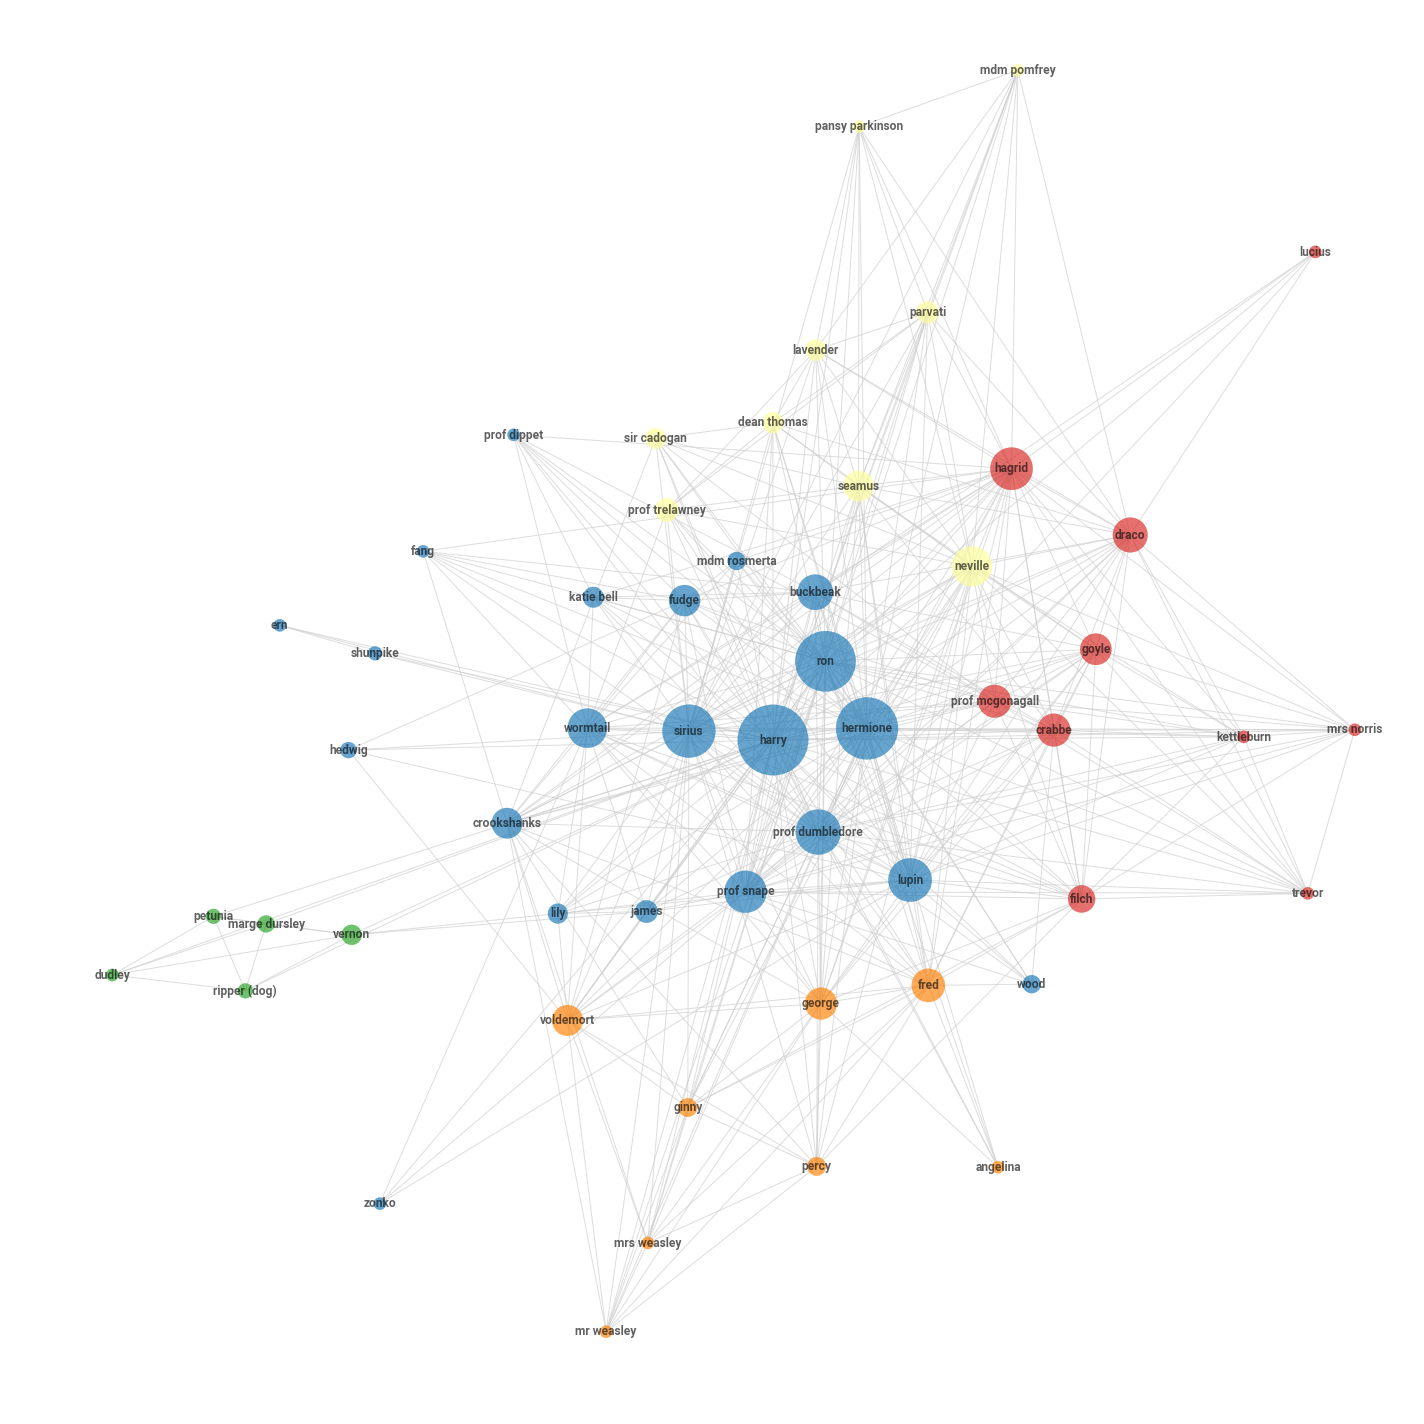 mdm pomfrey
pansy parkinson
lucius
parvati
lavender
dean thomas
prof dippet
sir cadogan
hagrid
seamus
prof trelawney
draco
fang
mdm rosmerta
neville
buckbeak
katie bell
fudge
ern
shunpike
goyle
ron
prof mcgonagall
wormtail
sirius
harry
hermione
crabbe
kettleburn
mrs norris
hedwig
crookshanks
prof dumbledore
lupin
prof snape
trevor
filch
petunia
lily
james
marge dursley
vernon
dudley
ripper (dog)
wood
fred
george
voldemort
ginny
percy
angelina
zonko
mrs weasley
mr weasley